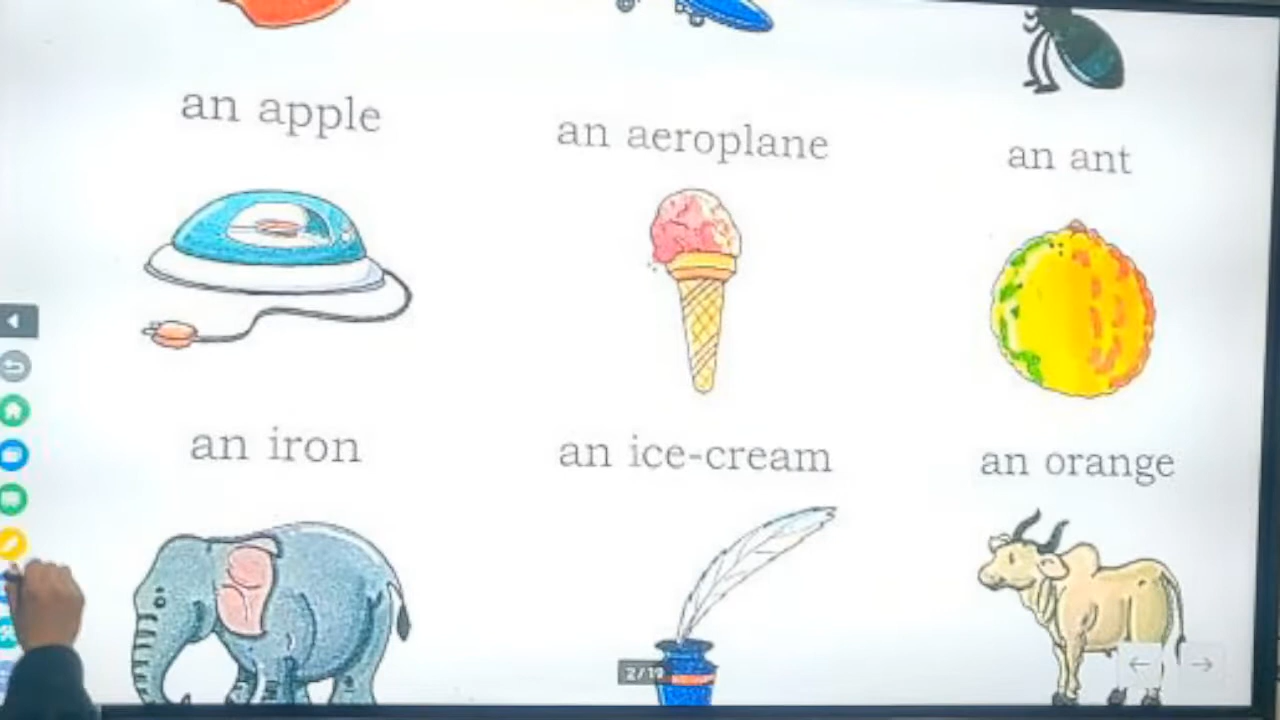 an apple
an aeroplane
an ant
an iron
an ice-cream
an orange
2/19